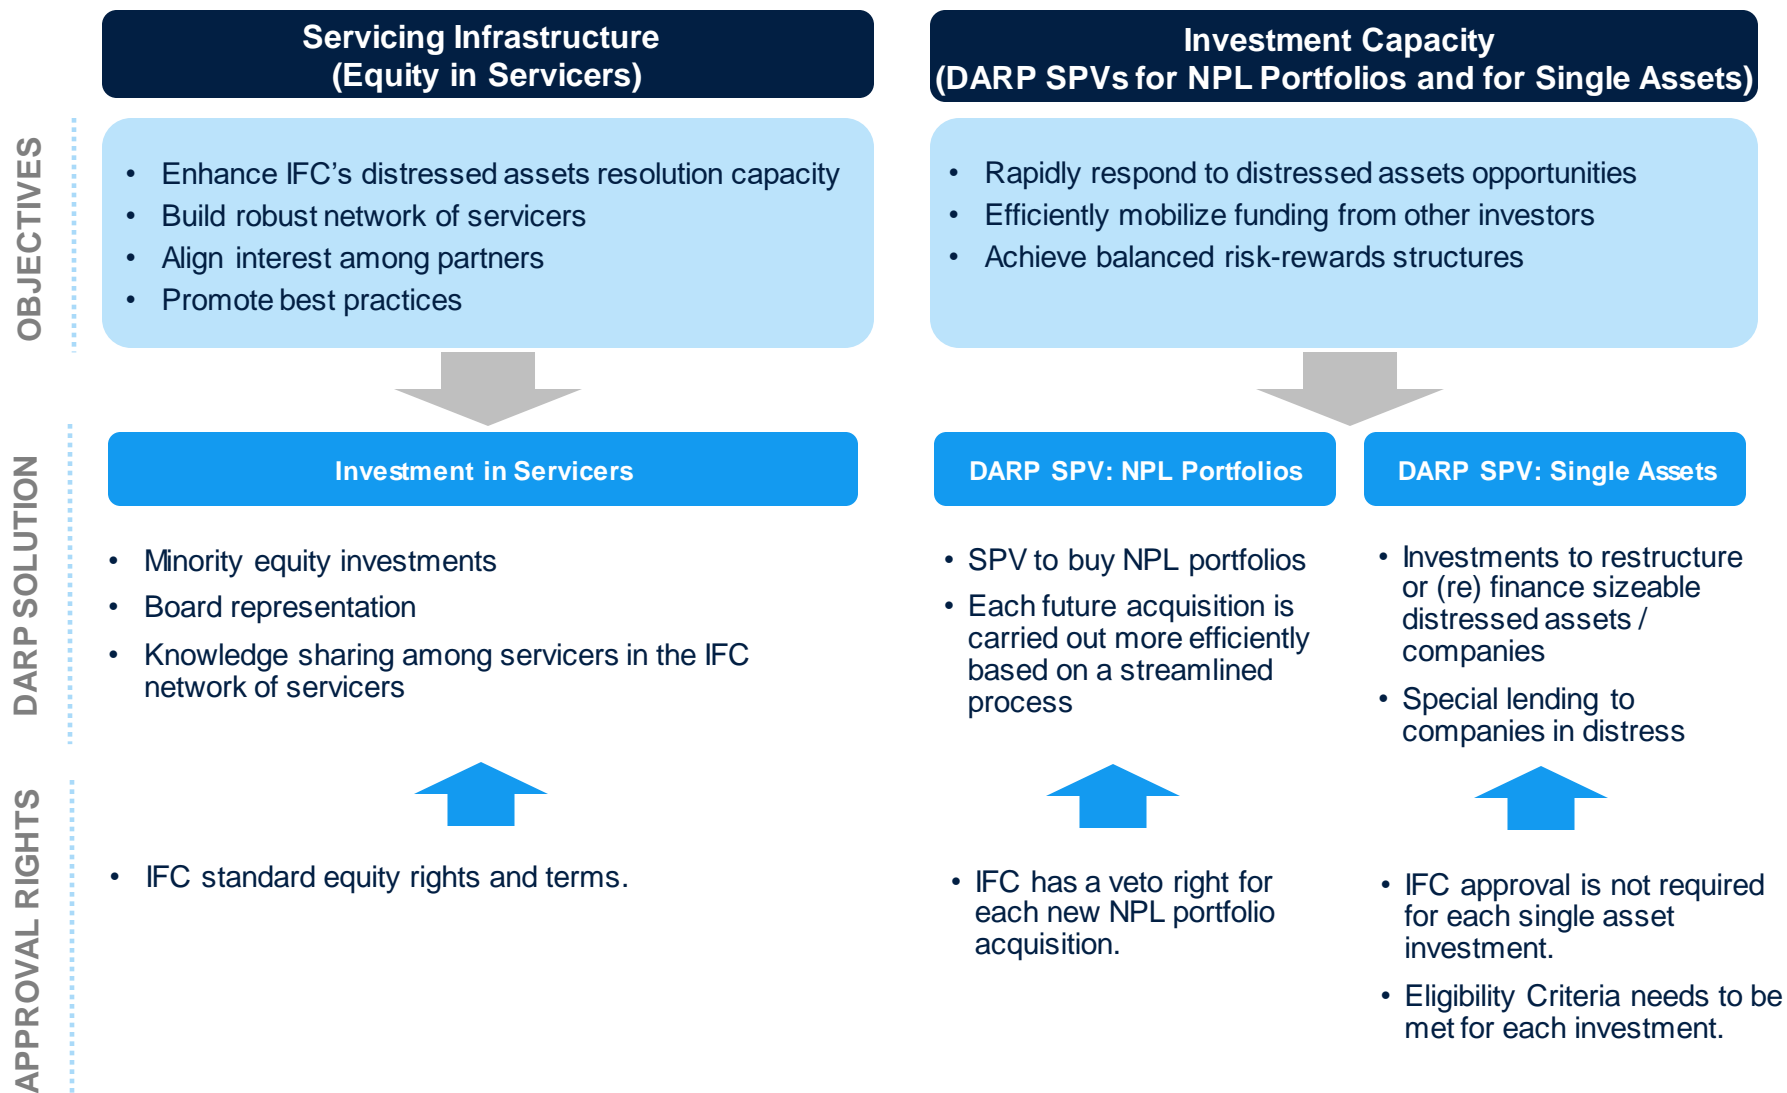 Servicing Infrastructure
(Equity in Servicers)
Investment Capacity
(DARP SPVs for NPL Portfolios and for Single Assets)
OBJECTIVES
• Enhance IFC's distressed assets resolution capacity
• Build robust network of servicers
• Align interest among partners
• Promote best practices
• Rapidly respond to distressed assets opportunities
• Efficiently mobilize funding from other investors
• Achieve balanced risk-rewards structures
DARP SOLUTION
Investment in Servicers
• Minority equity investments
• Board representation
• Knowledge sharing among servicers in the IFC
network of servicers
DARP SPV: NPL Portfolios
• SPV to buy NPL portfolios
• Each future acquisition is
carried out more efficiently
based on a streamlined
process
DARP SPV: Single Assets
• Investments to restructure
or (re) finance sizeable
distressed assets /
companies
• Special lending to
companies in distress
APPROVAL RIGHTS
• IFC standard equity rights and terms.
• IFC has a veto right for
each new NPL portfolio
acquisition.
• IFC approval is not required
for each single asset
investment.
• Eligibility Criteria needs to be
met for each investment.